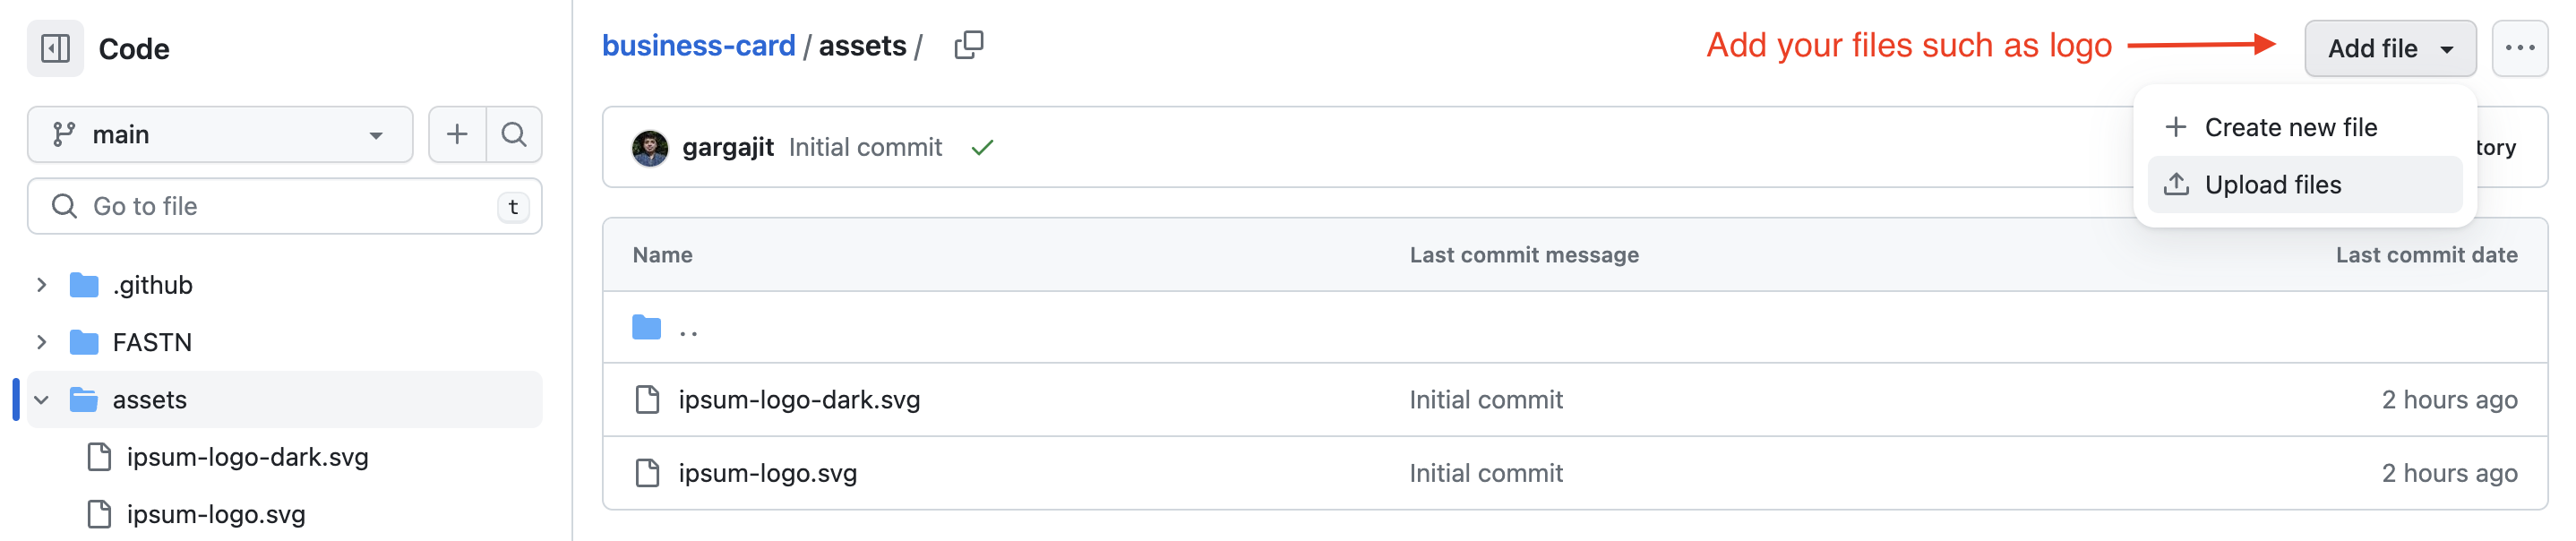 Code
main
Go to file
t
.github
FASTN
assets
ipsum-logo-dark.svg
ipsum-logo.svg
business-card / assets /
Add your files such as logo
Add file
...
Create new file
Upload files
gargajit Initial commit
tory
Name Last commit message Last commit date
..
ipsum-logo-dark.svg Initial commit 2 hours ago
ipsum-logo.svg Initial commit 2 hours ago